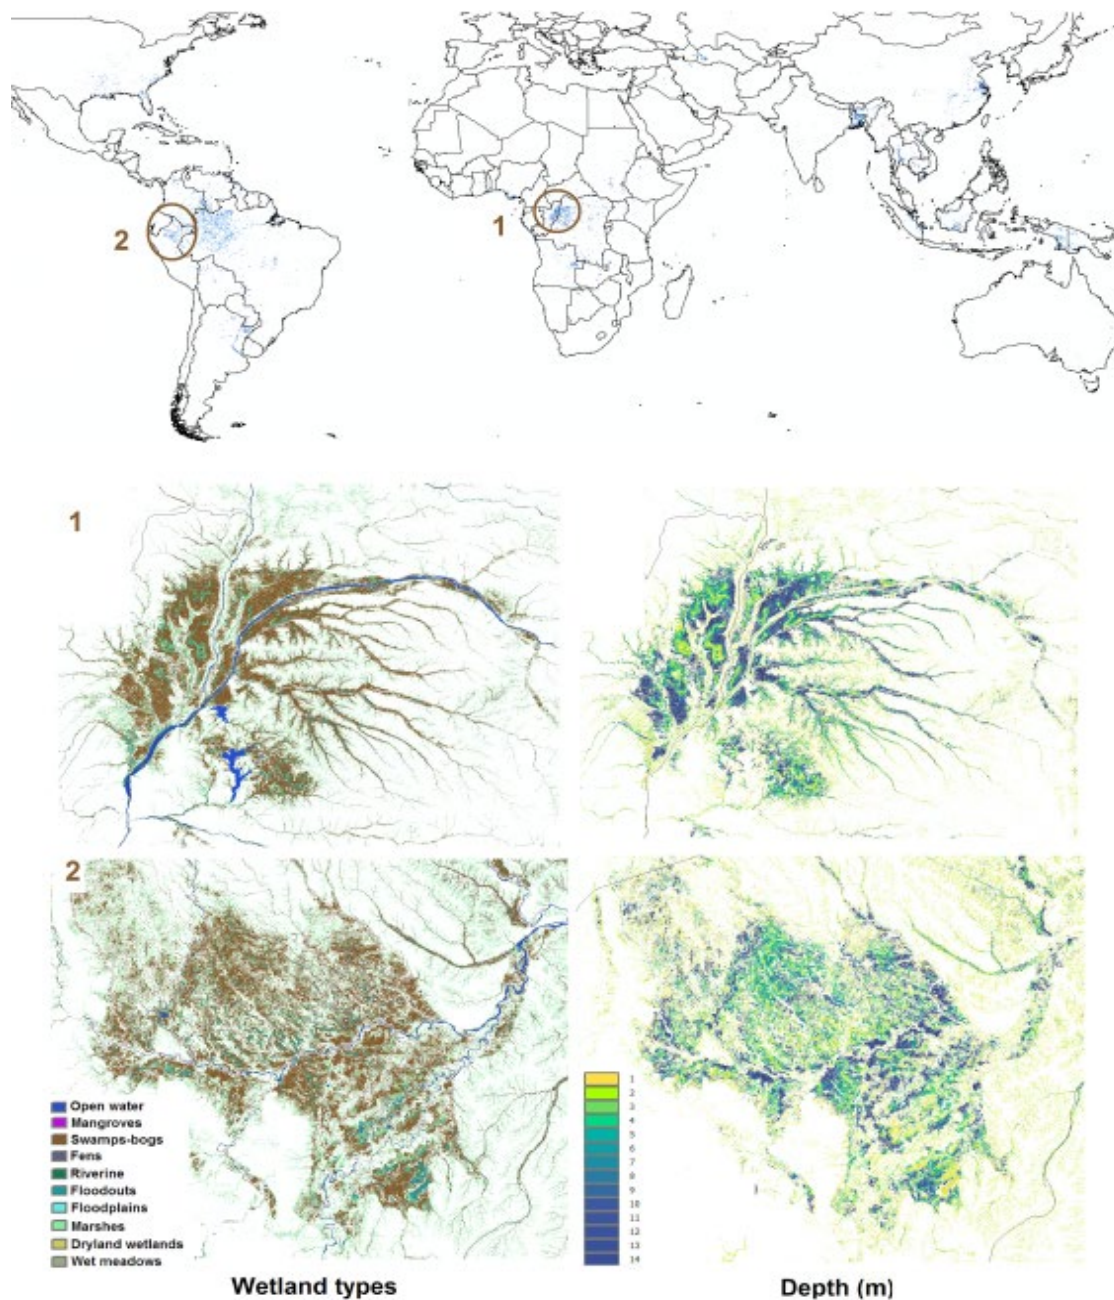 2
1
1
2
Open water
Mangroves
Swamps-bogs
Fens
Riverine
Floodouts
Floodplains
Marshes
Dryland wetlands
Wet meadows
1
2
3
4
6
7
8
9
10
11
12
13
14
Wetland types
Depth (m)